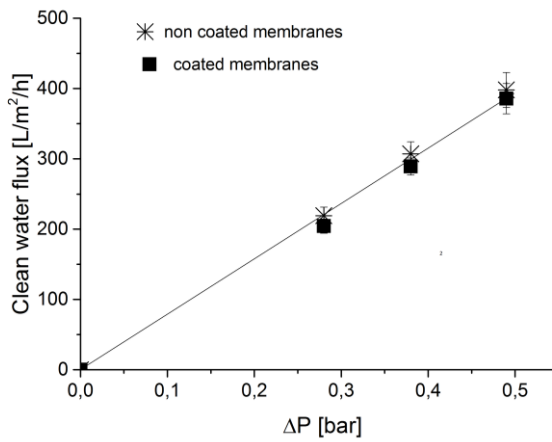 500
non coated membranes
coated membranes
400
300
200
100
0
Clean water flux [L/m²/h]
0,0 0,1 0,2 0,3 0,4 0,5
ΔP [bar]